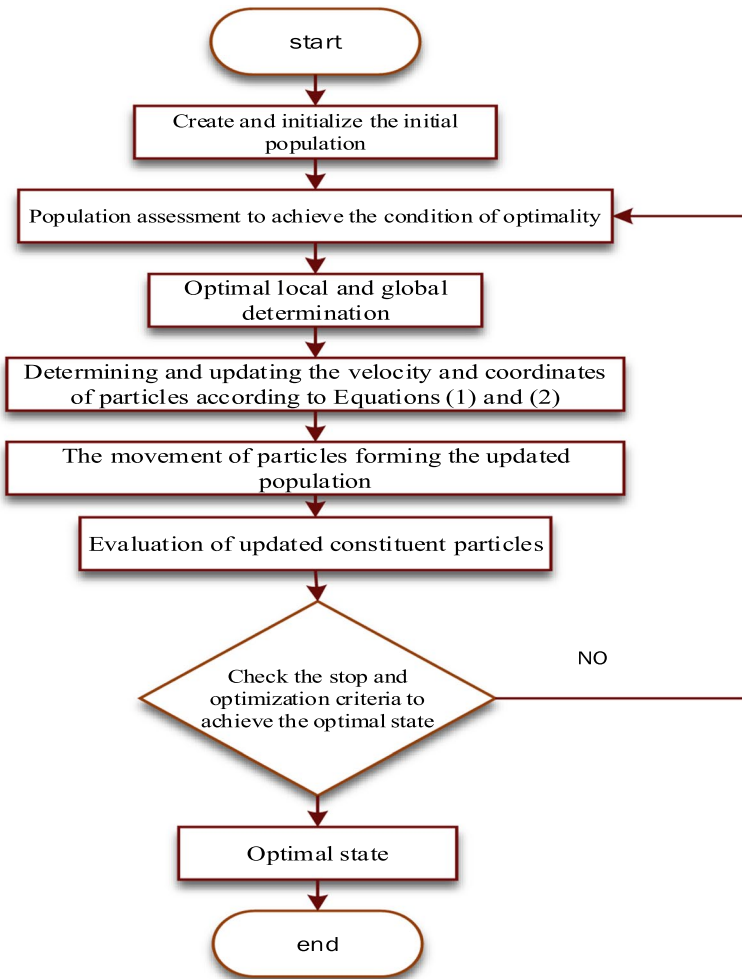 start
Create and initialize the initial
population
Population assessment to achieve the condition of optimality
Optimal local and global
determination
Determining and updating the velocity and coordinates
of particles according to Equations (1) and (2)
The movement of particles forming the updated
population
Evaluation of updated constituent particles
NO
Check the stop and
optimization criteria to
achieve the optimal state
Optimal state
end